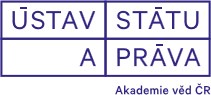 ÚSTAV STÁTU
A PRÁVA
Akademie věd ČR